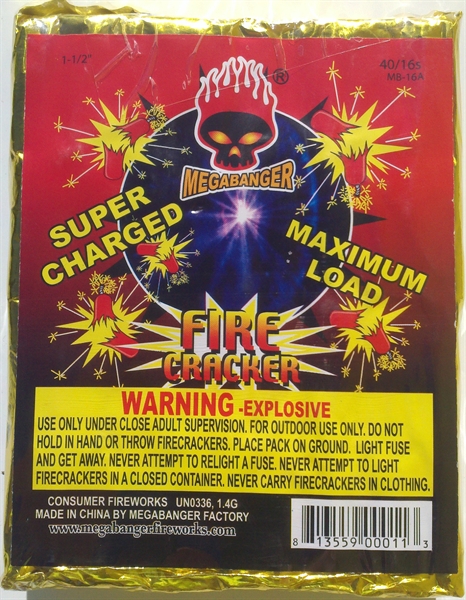 1-1/2"
40/16s
MB-16A
®
MEGABANGER
SUPER
CHARGED
MAXIMUM
LOAD
FIRE
CRACKER
WARNING -EXPLOSIVE
USE ONLY UNDER CLOSE ADULT SUPERVISION. FOR OUTDOOR USE ONLY. DO NOT
HOLD IN HAND OR THROW FIRECRACKERS. PLACE PACK ON GROUND. LIGHT FUSE
AND GET AWAY. NEVER ATTEMPT TO RELIGHT A FUSE. NEVER ATTEMPT TO LIGHT
FIRECRACKERS IN A CLOSED CONTAINER. NEVER CARRY FIRECRACKERS IN CLOTHING.
CONSUMER FIREWORKS UN0336, 1.4G
MADE IN CHINA BY MEGABANGER FACTORY
www.megabangerfireworks.com
8 13559 00011 3